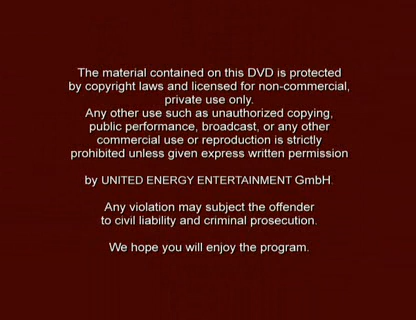 The material contained on this DVD is protected
by copyright laws and licensed for non-commercial,
private use only.
Any other use such as unauthorized copying,
public performance, broadcast, or any other
commercial use or reproduction is strictly
prohibited unless given express written permission
by UNITED ENERGY ENTERTAINMENT GmbH.
Any violation may subject the offender
to civil liability and criminal prosecution.
We hope you will enjoy the program.